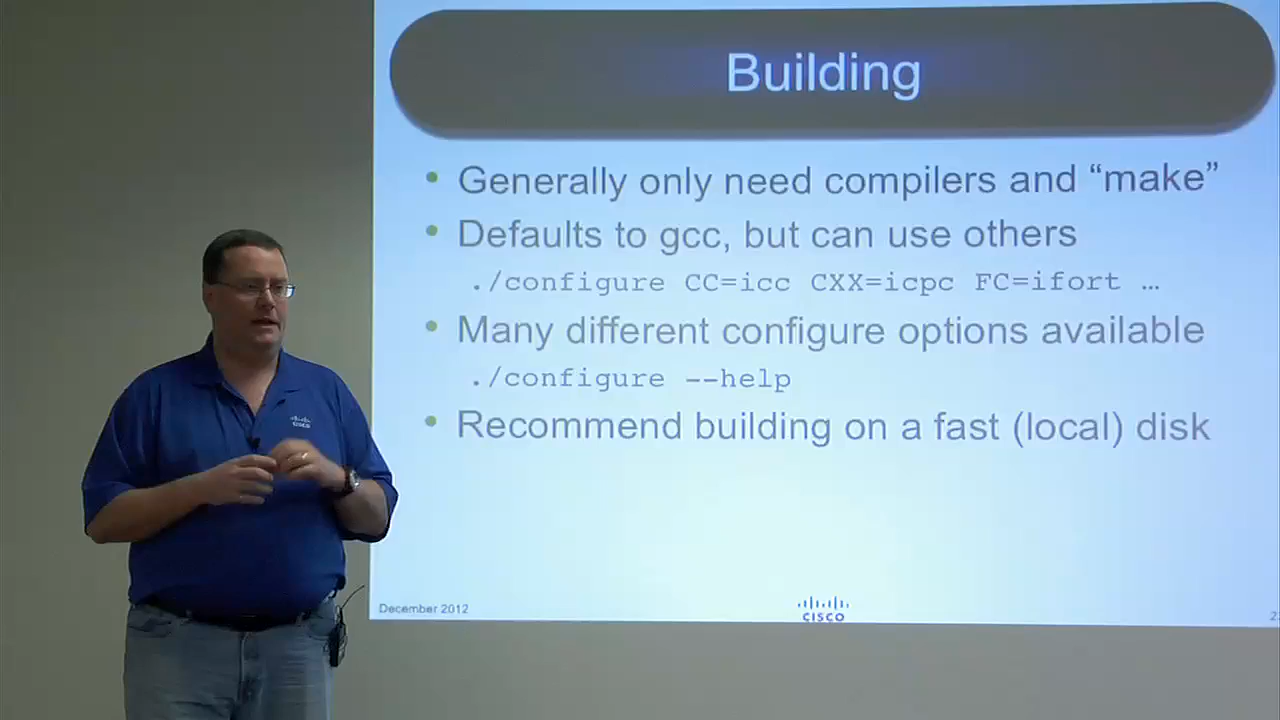 Building
• Generally only need compilers and “make”
• Defaults to gcc, but can use others
./configure CC=icc CXX=icpc FC=ifort …
• Many different configure options available
./configure --help
• Recommend building on a fast (local) disk
CISCO
December 2012
CISCO